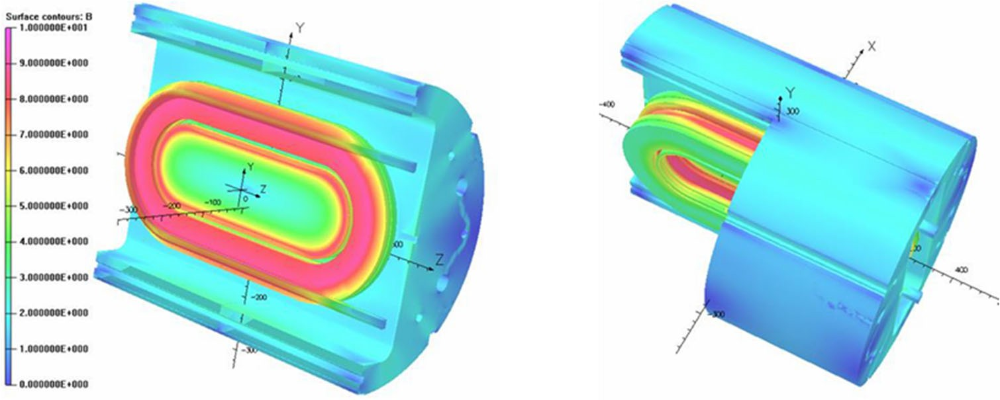 Surface contours: B
1.000000E+001
9.000000E+000
8.000000E+000
7.000000E+000
6.000000E+000
5.000000E+000
4.000000E+000
3.000000E+000
2.000000E+000
1.000000E+000
0.000000E+000
Y
Y
Z
0
-100
-200
-300
Z
-200
-300
X
Y
300
-400
400
-300